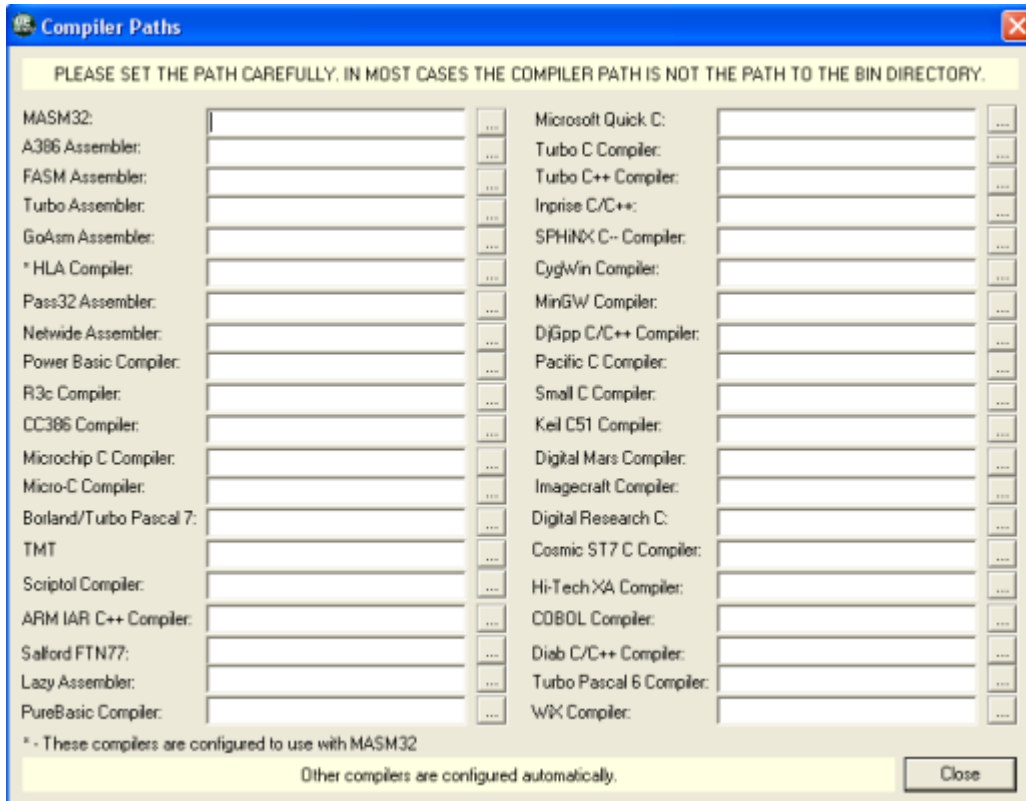 Compiler Paths
PLEASE SET THE PATH CAREFULLY. IN MOST CASES THE COMPILER PATH IS NOT THE PATH TO THE BIN DIRECTORY.
MASM32:
...
A386 Assembler:
...
FASM Assembler:
...
Turbo Assembler:
...
GoAsm Assembler:
...
* HLA Compiler:
...
Pass32 Assembler:
...
Netwide Assembler:
...
Power Basic Compiler:
...
R3c Compiler:
...
CC386 Compiler:
...
Microchip C Compiler:
...
Micro-C Compiler:
...
Borland/Turbo Pascal 7:
...
TMT
...
Scriptol Compiler:
...
ARM IAR C++ Compiler:
...
Salford FTN77:
...
Lazy Assembler:
...
PureBasic Compiler:
...
Microsoft Quick C:
...
Turbo C Compiler:
...
Turbo C++ Compiler:
...
Inprise C/C++:
...
SPHiNX C-- Compiler:
...
CygWin Compiler:
...
MinGW Compiler:
...
DjGpp C/C++ Compiler:
...
Pacific C Compiler:
...
Small C Compiler:
...
Keil C51 Compiler:
...
Digital Mars Compiler:
...
Imagecraft Compiler:
...
Digital Research C:
...
Cosmic ST7 C Compiler:
...
Hi-Tech XA Compiler:
...
COBOL Compiler:
...
Diab C/C++ Compiler:
...
Turbo Pascal 6 Compiler:
...
WiX Compiler:
...
* - These compilers are configured to use with MASM32
Other compilers are configured automatically.
Close